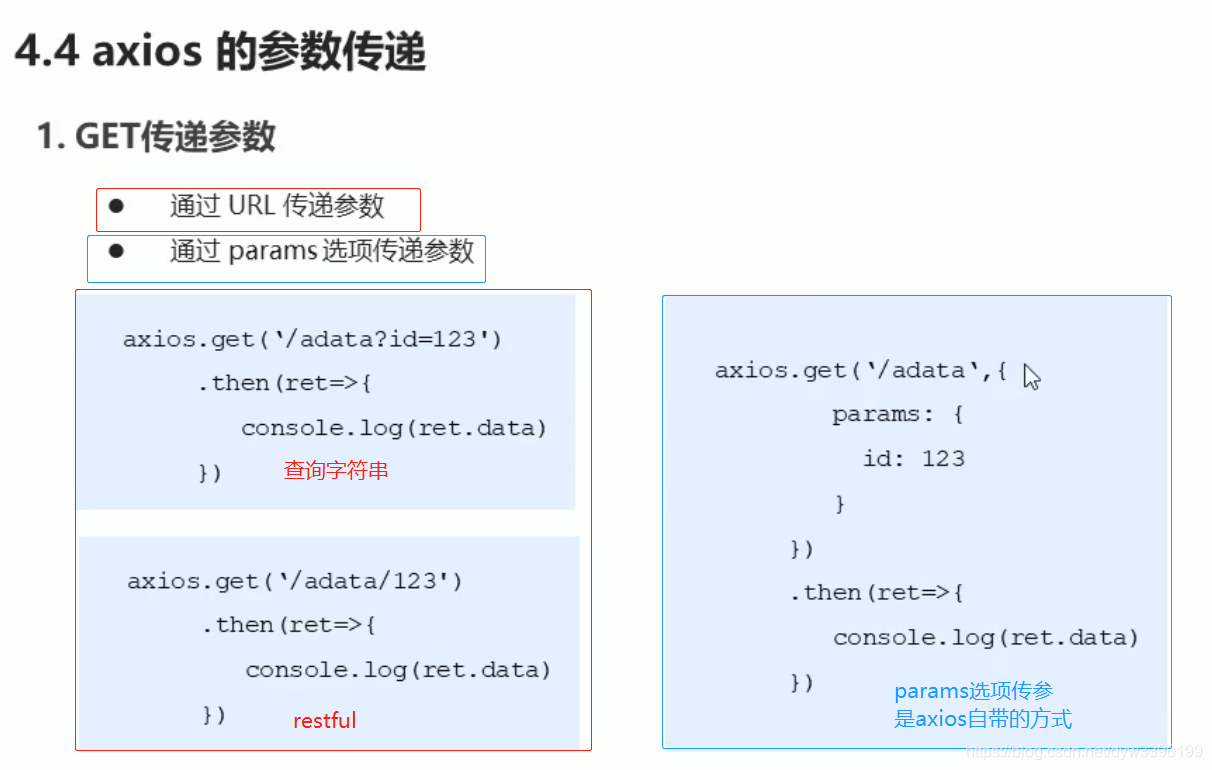 4.4 axios 的参数传递
1. GET传递参数
● 通过 URL 传递参数
● 通过 params 选项传递参数
axios.get(‛/adata?id=123')
.then(ret=>{
console.log(ret.data)
})
查询字符串
axios.get(‛/adata/123')
.then(ret=>{
console.log(ret.data)
})
restful
axios.get(‛/adata‛,{
params: {
id: 123
}
})
.then(ret=>{
console.log(ret.data)
})
params选项传参
是axios自带的方式
https://blog.csdn.net/dyw3390199